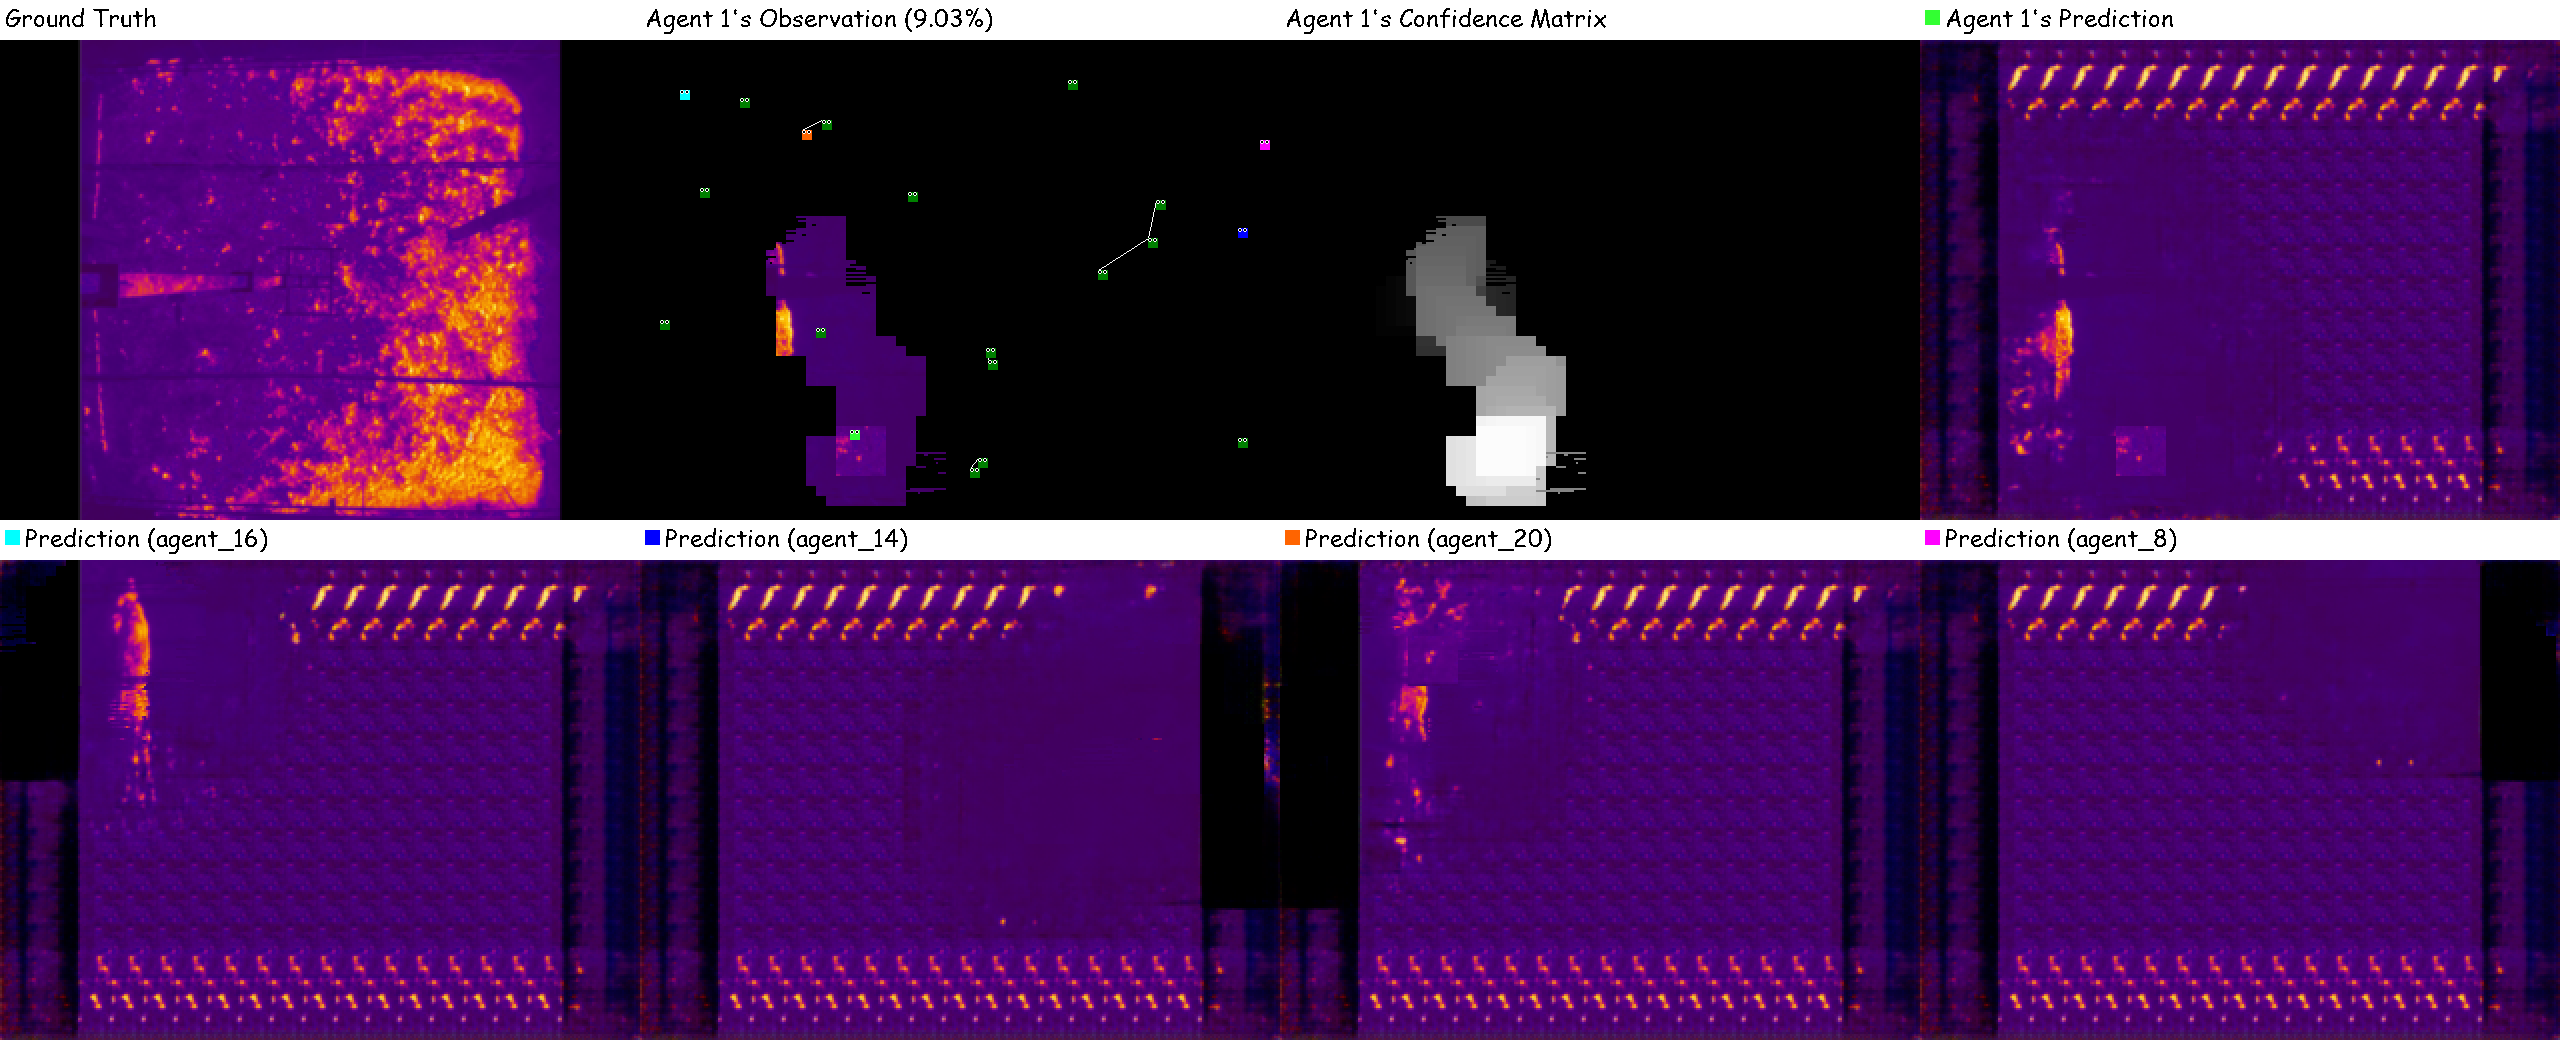 Ground Truth
Agent 1's Observation (9.03%)
Agent 1's Confidence Matrix
Agent 1's Prediction
Prediction (agent_16)
Prediction (agent_14)
Prediction (agent_20)
Prediction (agent_8)